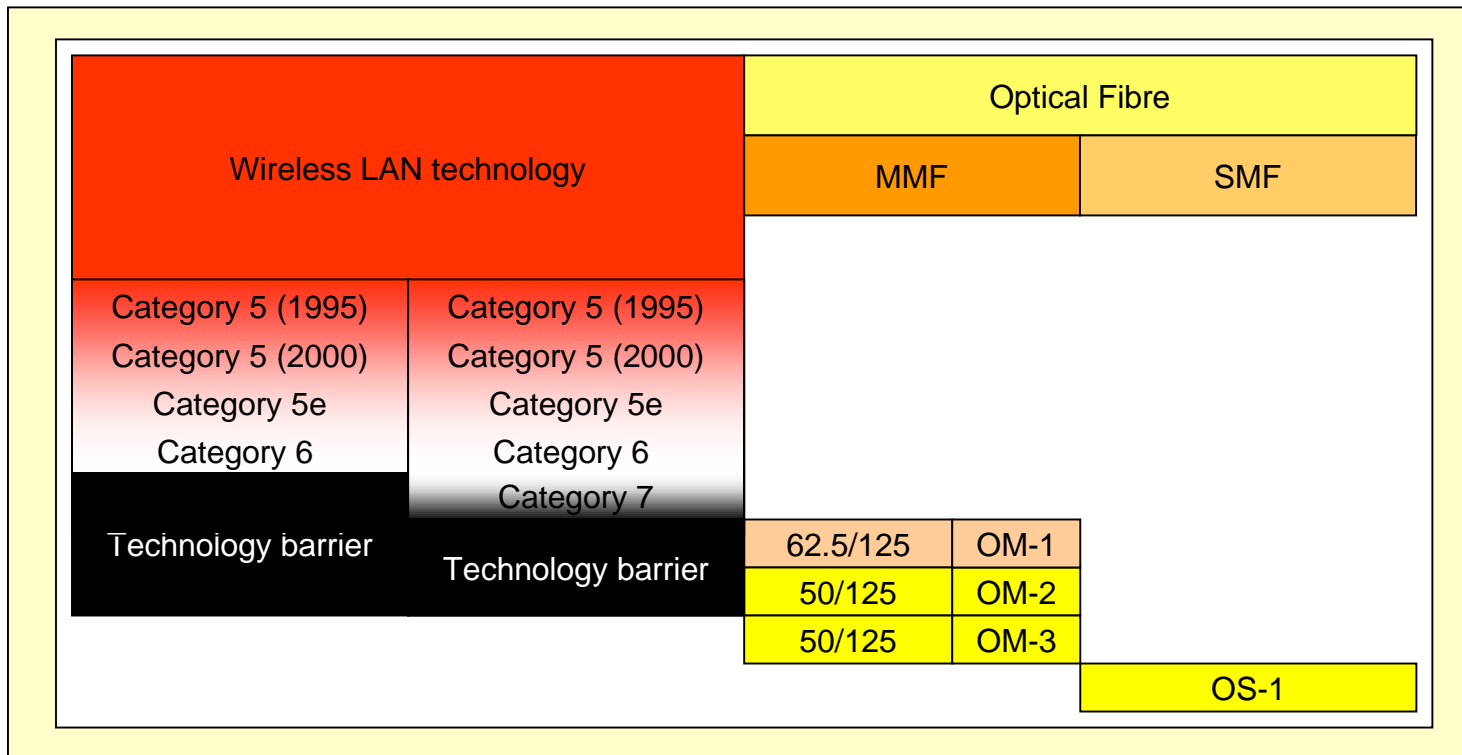 Wireless LAN technology
Optical Fibre
MMF
SMF
Category 5 (1995)
Category 5 (2000)
Category 5e
Category 6
Technology barrier
Category 5 (1995)
Category 5 (2000)
Category 5e
Category 6
Category 7
Technology barrier
62.5/125 OM-1
50/125 OM-2
50/125 OM-3
OS-1